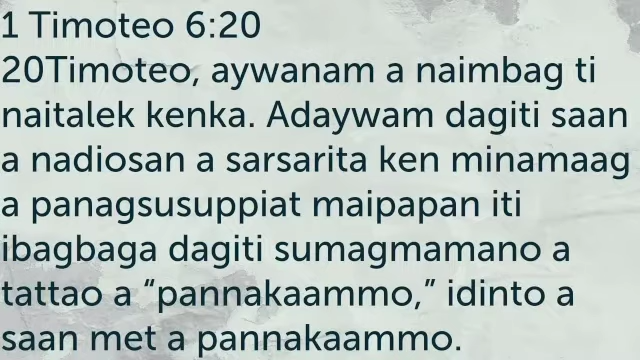 1 Timoteo 6:20
20Timoteo, aywanam a naimbag ti
naitalek kenka. Adaywam dagiti saan
a nadiosan a sarsarita ken minamaag
a panagsusuppiat maipapan iti
ibagbaga dagiti sumagmamano a
tattao a “pannakaammo,” idinto a
saan met a pannakaammo.